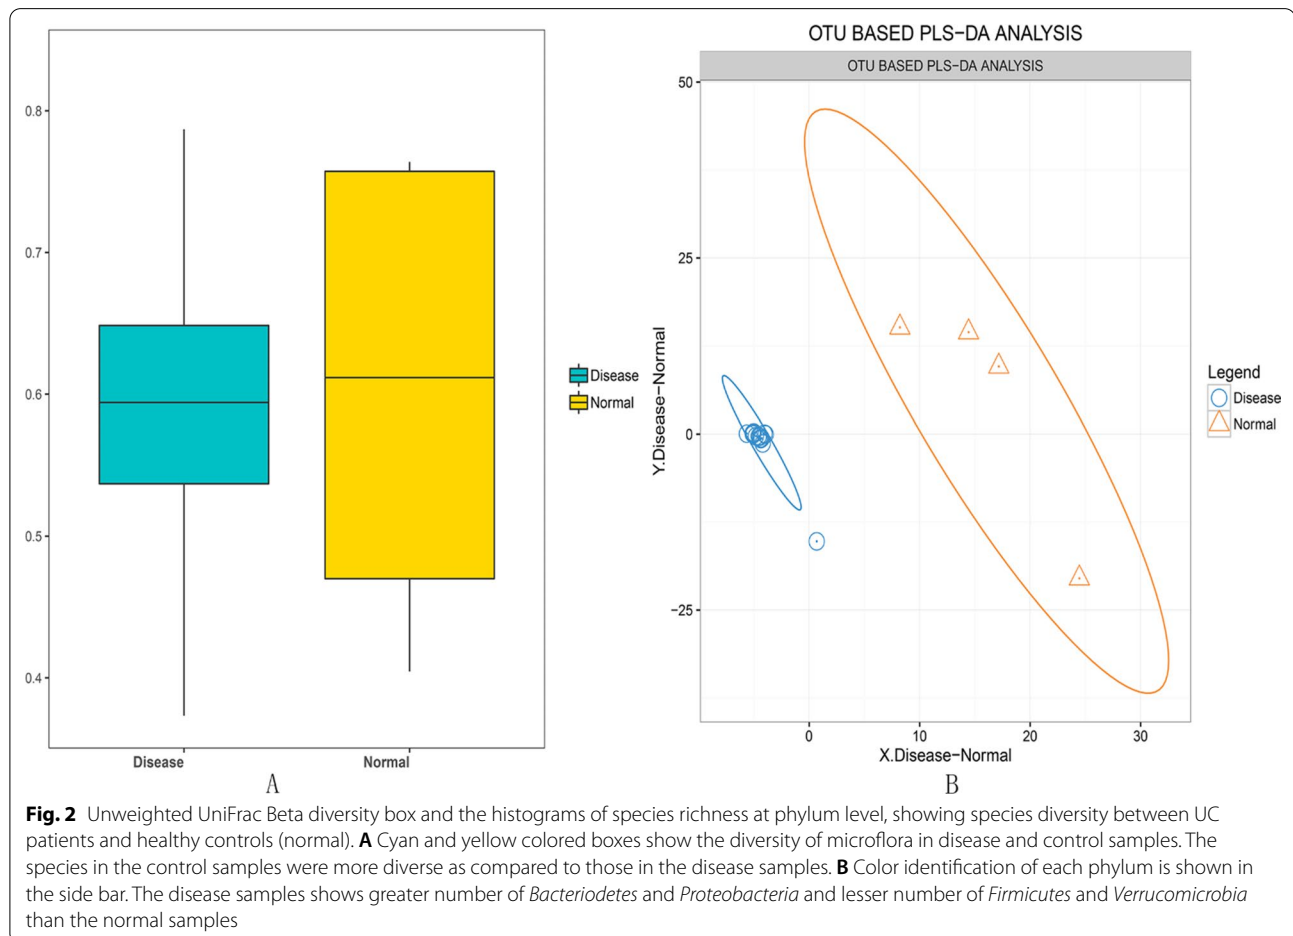 0.8
0.7
0.6
0.5
0.4
Disease
Normal
Disease
Normal
A
OTU BASED PLS-DA ANALYSIS
OTU BASED PLS-DA ANALYSIS
50
25
0
-25
Y.Disease-Normal
0 10 20 30
X.Disease-Normal
Legend
Disease
Normal
B
Fig. 2 Unweighted UniFrac Beta diversity box and the histograms of species richness at phylum level, showing species diversity between UC
patients and healthy controls (normal). A Cyan and yellow colored boxes show the diversity of microflora in disease and control samples. The
species in the control samples were more diverse as compared to those in the disease samples. B Color identification of each phylum is shown in
the side bar. The disease samples shows greater number of Bacteriodetes and Proteobacteria and lesser number of Firmicutes and Verrucomicrobia
than the normal samples